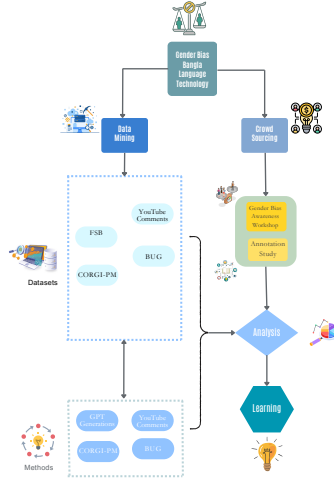 Gender Bias
Bangla
Language
Technology
Data
Mining
Crowd
Sourcing
YouTube
Comments
FSB
BUG
CORGI-PM
Datasets
Gender Bias
Awareness
Workshop
Annotation
Study
Analysis
Learning
GPT
Generations
YouTube
Comments
CORGI-PM
BUG
Methods